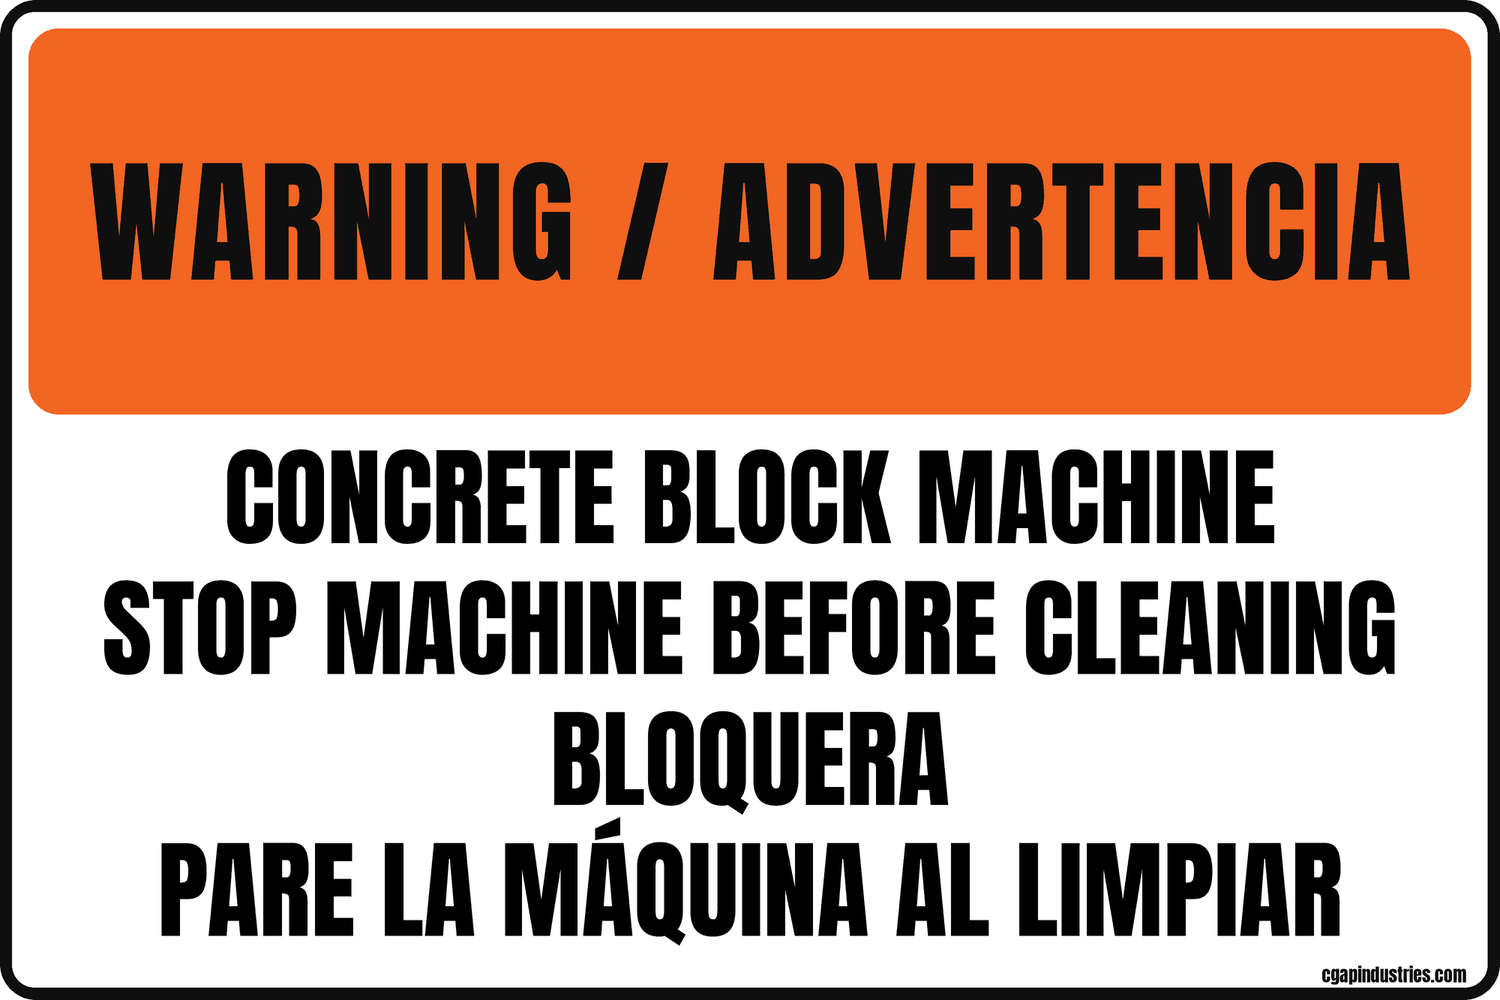 WARNING / ADVERTENCIA
CONCRETE BLOCK MACHINE
STOP MACHINE BEFORE CLEANING
BLOQUERA
PARE LA MÁQUINA AL LIMPIAR
cgapindustries.com